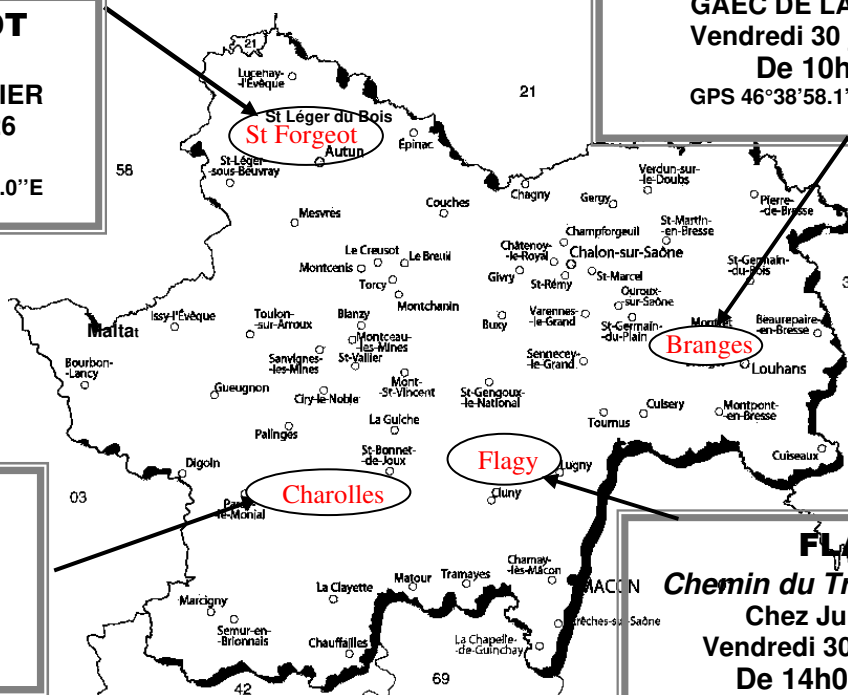 OT
IER
26
.0’’E
GAEC DE LA
Vendredi 30
De 10h
GPS 46°38’58.1’
21
Lucenay-
-l'Évêque
21
St Léger du Bois
St Forgeot
Autun
Épinac
58
St-Léger
-sous-Beuvray
Mesvres
Couches
Chagny
Gergy
Verdun-sur-
-le-Doubs
Pierre-
-de-Bresse
Champforgeuil
St-Martin-
-en-Bresse
Le Creusot
Le Breuil
Châtenoy-
-le-Royal
Chalon-sur-Saône
Montcenis
Torcy
Givry
St-Rémy
St-Marcel
St-Germain-
-du-Bois
Montchanin
Ouroux-
-sur-Saône
3
Maltat
Issy-l'Évêque
Toulon-
-sur-Arroux
Blanzy
Buxy
Varennes-
-le-Grand
St-Germain-
-du-Plain
Beaurepaire-
-en-Bresse
Montceau-
-les-Mines
Branges
Bourbon-
-Lancy
Sanvignes-
-les-Mines
St-Vallier
Sennecey-
-le-Grand
Louhans
Gueugnon
Ciry-le-Noble
Mont-
-St-Vincent
St-Gengoux-
-le-National
Cuisery
Montpont-
-en-Bresse
Palinges
La Guiche
Tournus
Digoin
St-Bonnet-
-de-Joux
Flagy
Lugny
Cuiseaux
03
Charolles
Cluny
-le-Monial
FLA
Charnay-
-lès-Mâcon
MACON
Chemin du Tr
Marcigny
La Clayette
Matour
Tramayes
Chez Ju
Semur-en-
-Brionnais
Chauffailles
La Chapelle-
-de-Guinchay
Crêches-sur-Saône
Vendredi 30
De 14h0
42
69